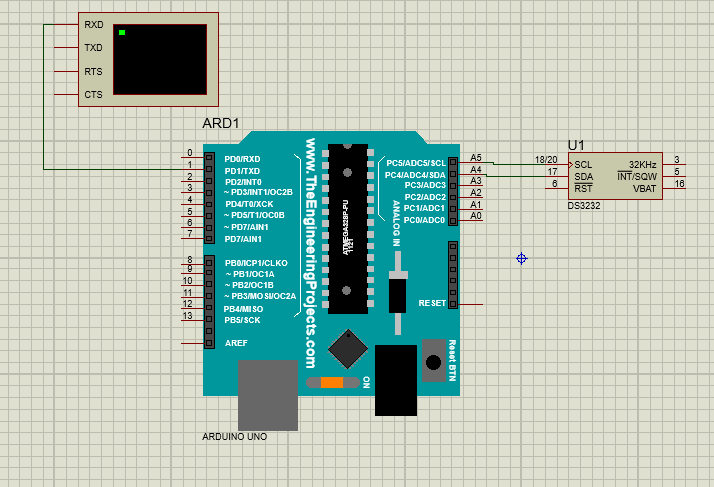 RXD
TXD
RTS
CTS
ARD1
ARDUINO UNO
www.TheEngineeringProjects.com
0
1
2
3
4
5
6
7
PD0/RXD
PD1/TXD
PD2/INT0
~ PD3/INT1/OC2B
PD4/T0/XCK
~ PD5/T1/OC0B
~ PD7/AIN1
PD7/AIN1
8
9
10
11
12
13
PB0/ICP1/CLKO
~ PB1/OC1A
~ PB2/OC1B
~ PB3/MOSI/OC2A
PB4/MISO
PB5/SCK
AREF
ATMEGA328P-PU
1121
ANALOG IN
PC5/ADC5/SCL
PC4/ADC4/SDA
PC3/ADC3
PC2/ADC2
PC1/ADC1
PC0/ADC0
A5
A4
A3
A2
A1
A0
RESET
Reset BTN
ON
U1
18/20
17
6
SCL
SDA
RST
32KHz
INT/SQW
VBAT
3
5
16
DS3232